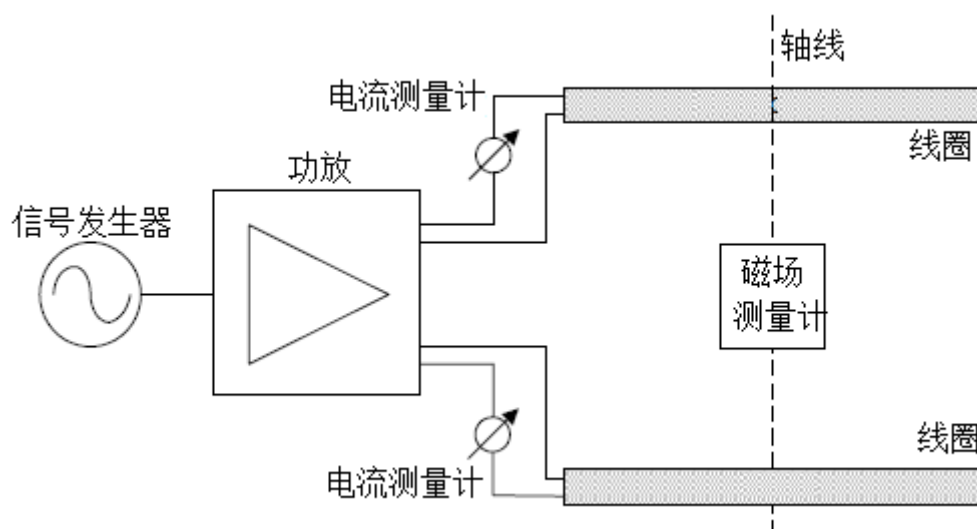 轴线
电流测量计
线圈
功放
信号发生器
磁场
测量计
线圈
电流测量计